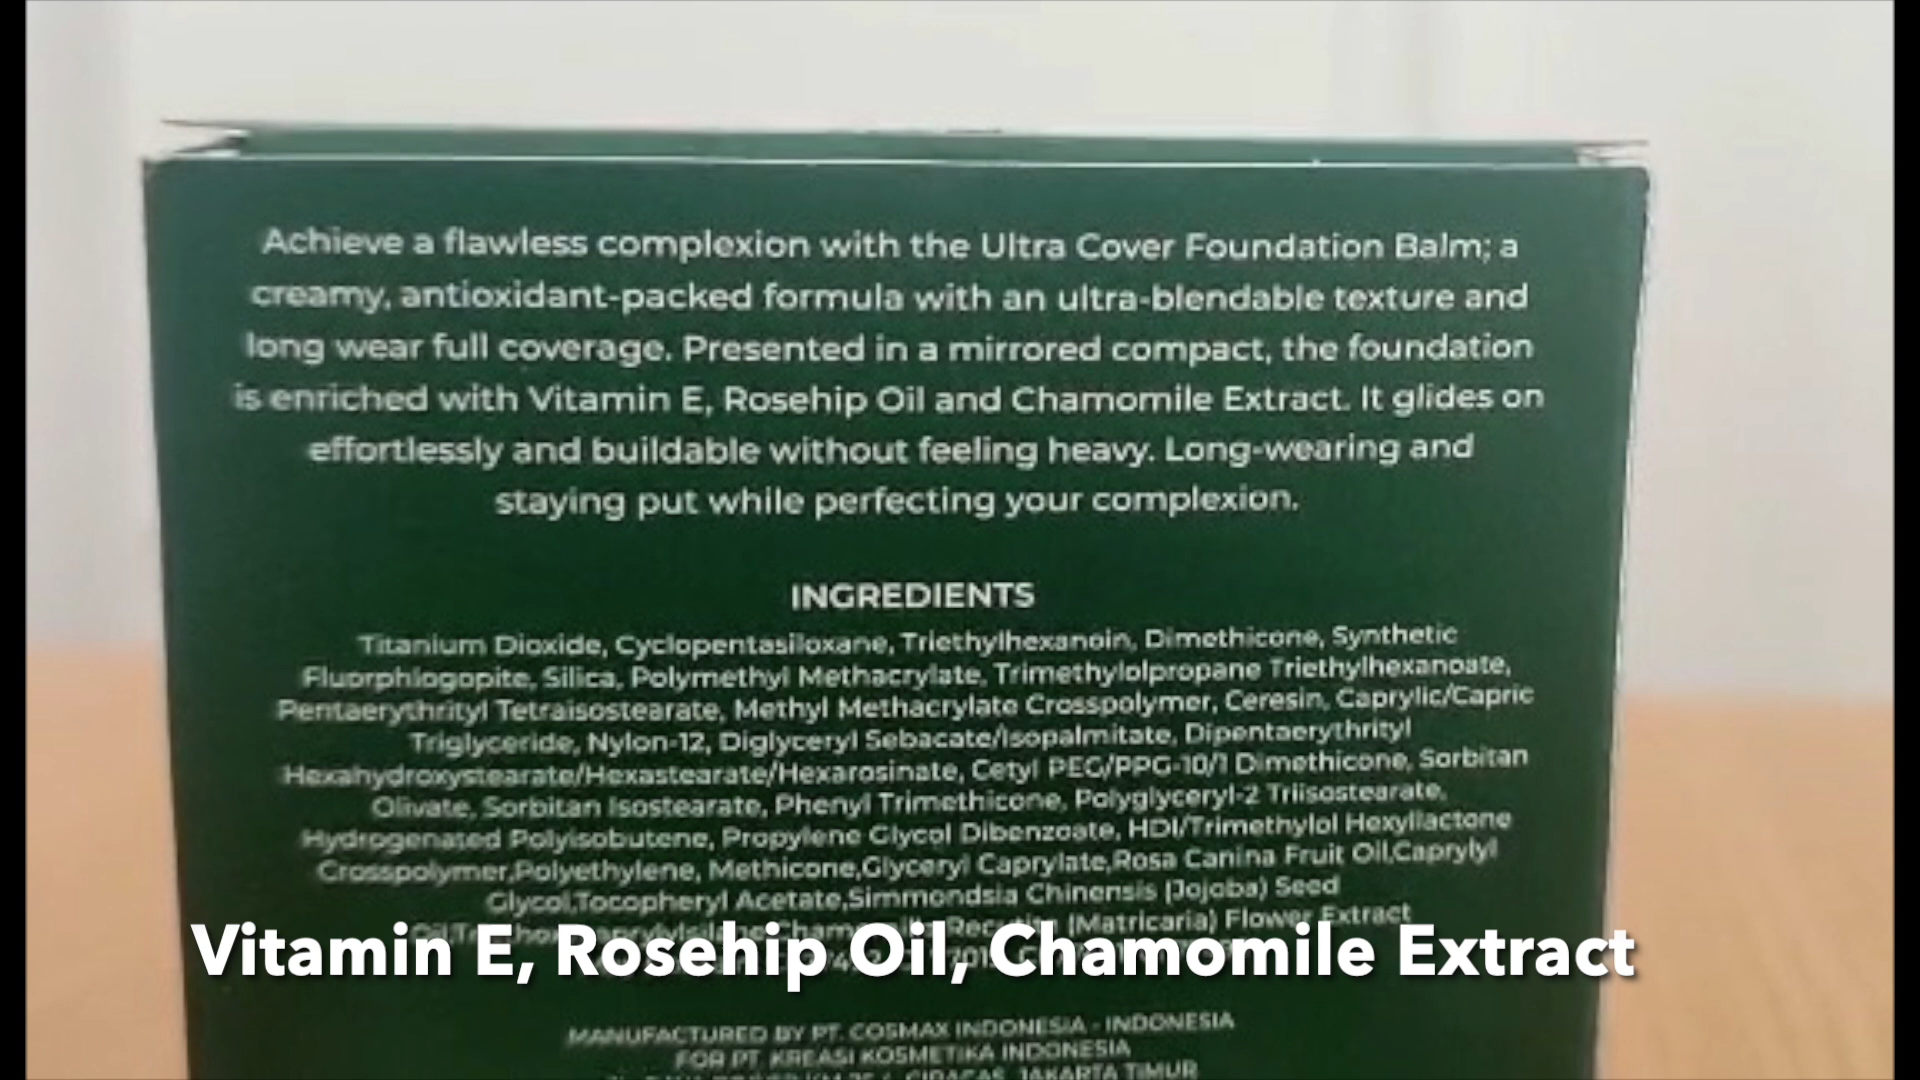 Achieve a flawless complexion with the Ultra Cover Foundation Balm; a
creamy, antioxidant-packed formula with an ultra-blendable texture and
long wear full coverage. Presented in a mirrored compact, the foundation
is enriched with Vitamin E, Rosehip Oil and Chamomile Extract. It glides on
effortlessly and buildable without feeling heavy. Long-wearing and
staying put while perfecting your complexion.
INGREDIENTS
Titanium Dioxide, Cyclopentasiloxane, Triethylhexanoin, Dimethicone, Synthetic
Fluorphlogopite, Silica, Polymethyl Methacrylate, Trimethylolpropane Triethylhexanoate,
Pentaerythrityl Tetraisostearate, Methyl Methacrylate Crosspolymer, Ceresin, Caprylic/Capric
Triglyceride, Nylon-12, Diglyceryl Sebacate/Isopalmitate, Dipentaerythrityl
Hexahydroxystearate/Hexastearate/Hexarosinate, Cetyl PEG/PPG-10/1 Dimethicone, Sorbitan
Olivate, Sorbitan Isostearate, Phenyl Trimethicone, Polyglyceryl-2 Triisostearate,
Hydrogenated Polyisobutene, Propylene Glycol Dibenzoate, HDI/Trimethylol Hexyllactone
Crosspolymer,Polyethylene, Methicone,Glyceryl Caprylate,Rosa Canina Fruit Oil,Caprylyl
Glycol,Tocopheryl Acetate,Simmondsia Chinensis (Jojoba) Seed
(Matricaria) Flower Extract
Vitamin E, Rosehip Oil, Chamomile Extract
MANUFACTURED BY PT. COSMAX INDONESIA - INDONESIA
FOR PT. KREASI KOSMETIKA INDONESIA
CIRACAS, JAKARTA TIMUR